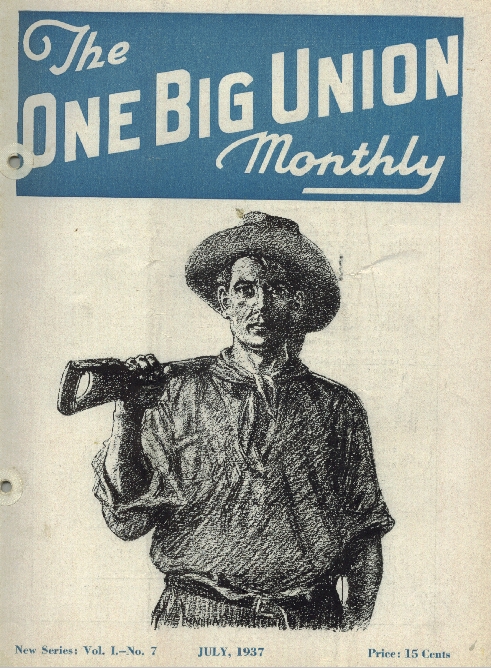 The
ONE BIG UNION
Monthly
New Series: Vol. I.—No. 7 JULY, 1937 Price: 15 Cents